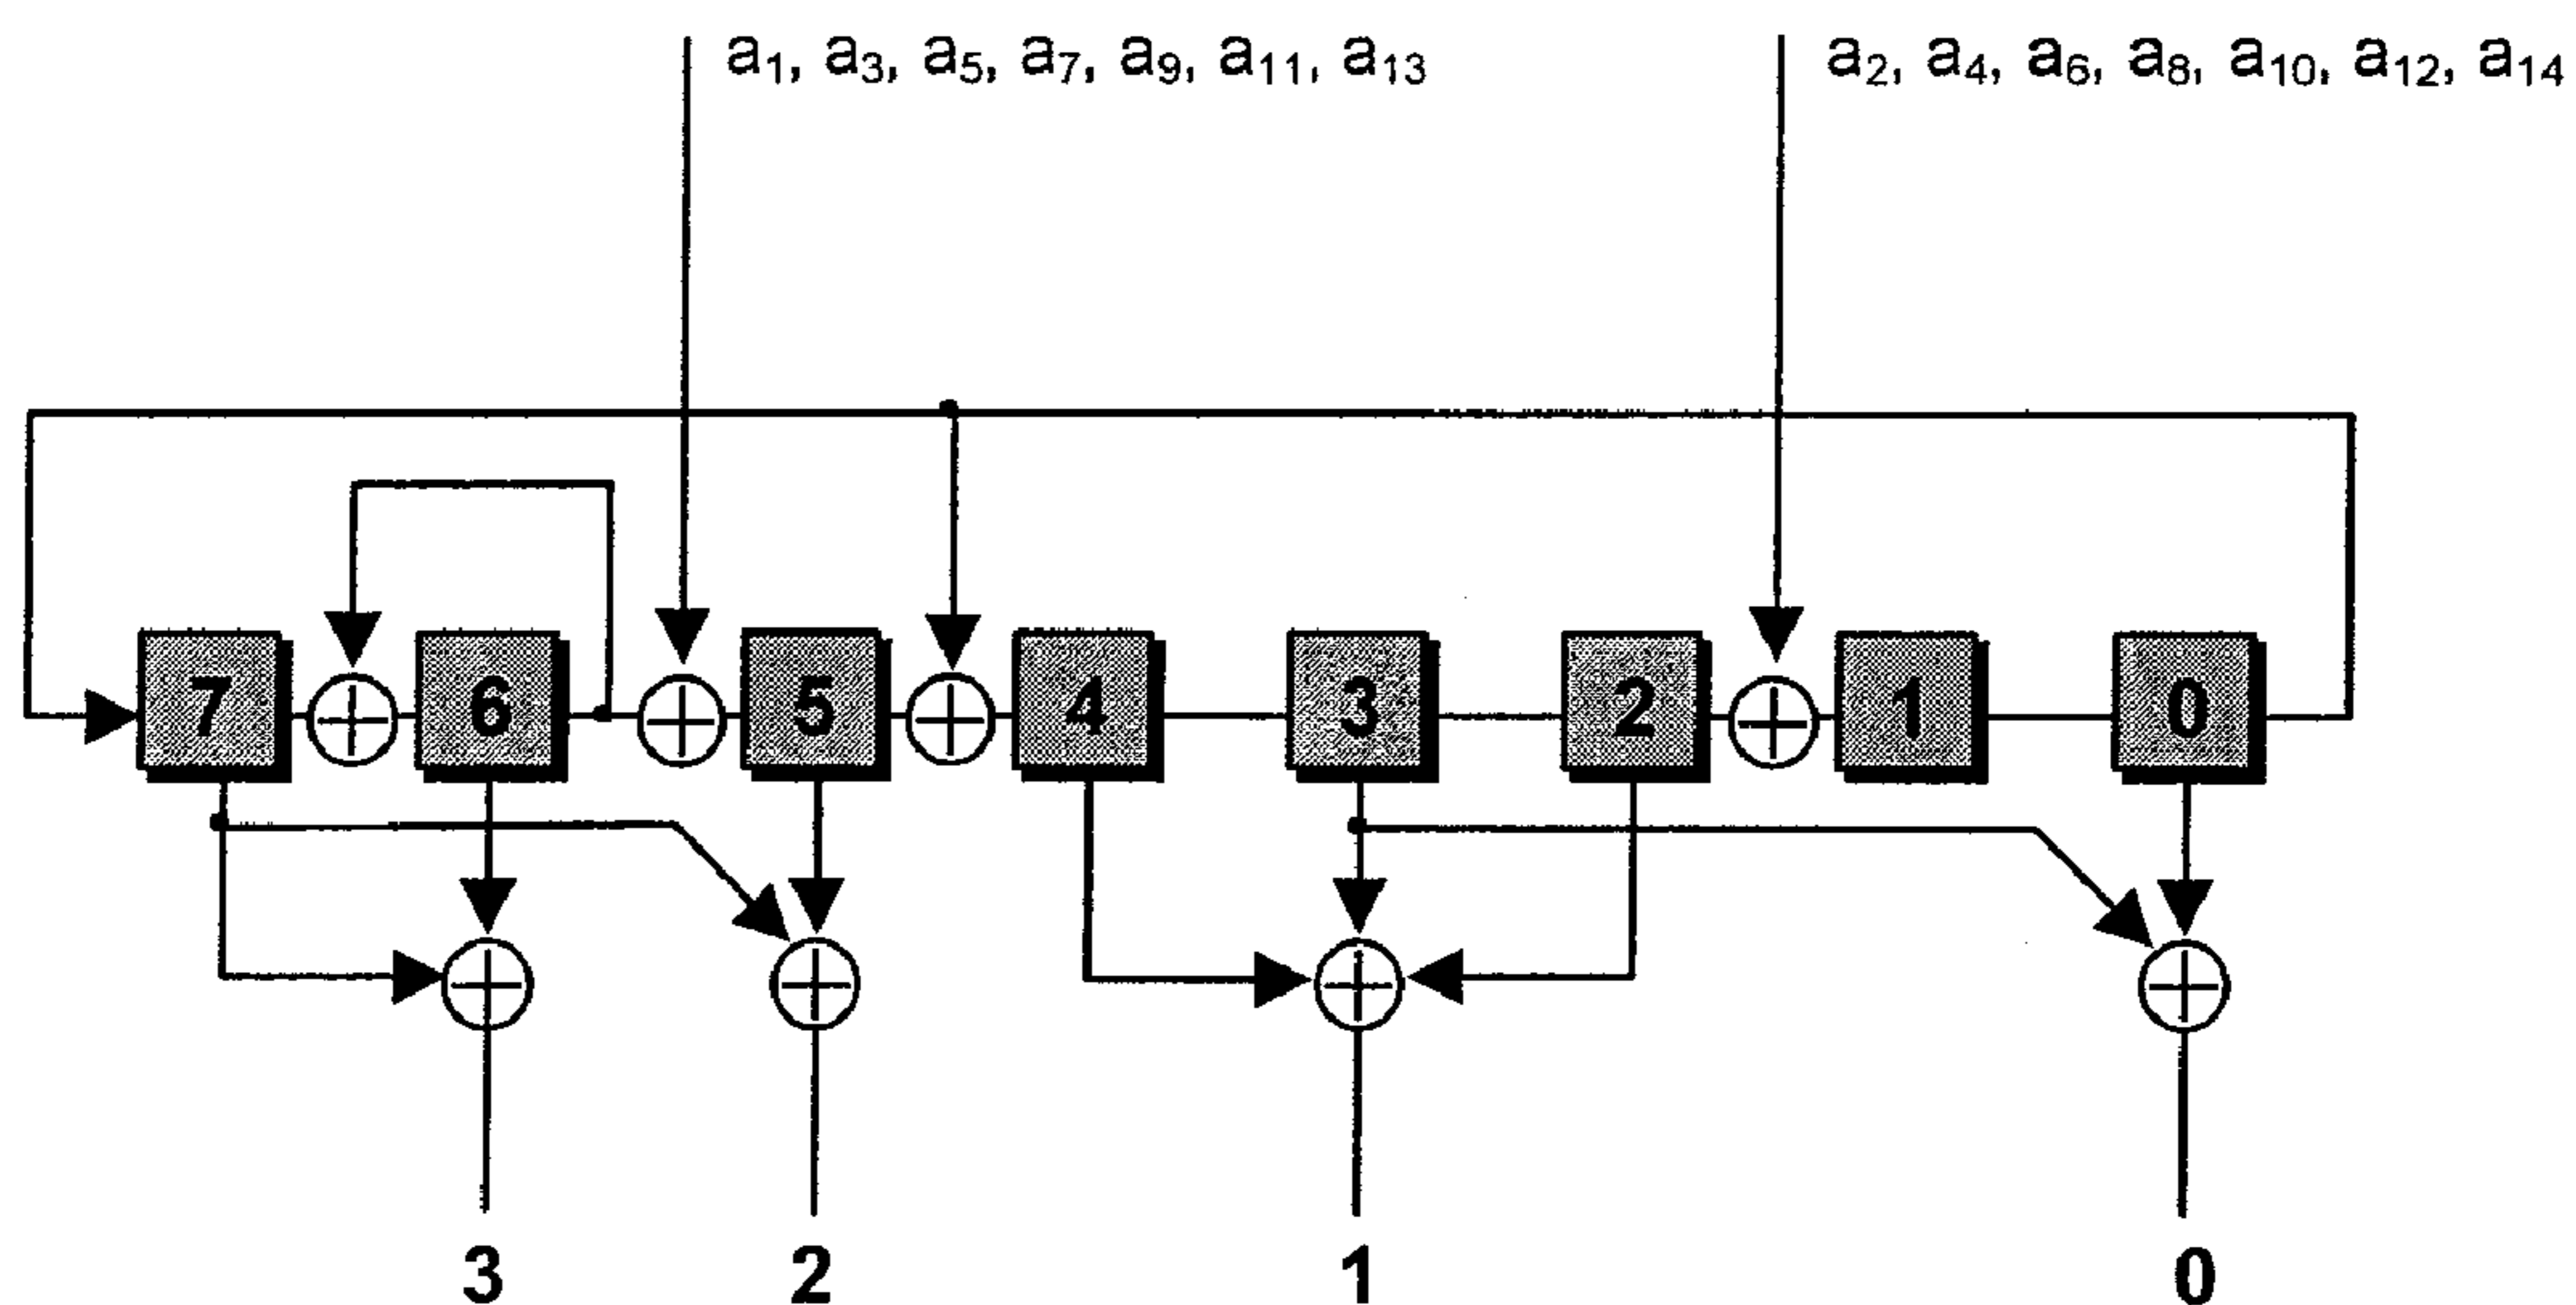 a₁, a₃, a₅, a₇, a₉, a₁₁, a₁₃
a₂, a₄, a₆, a₈, a₁₀, a₁₂, a₁₄
7 6 5 4 3 2 1 0
3 2 1 0